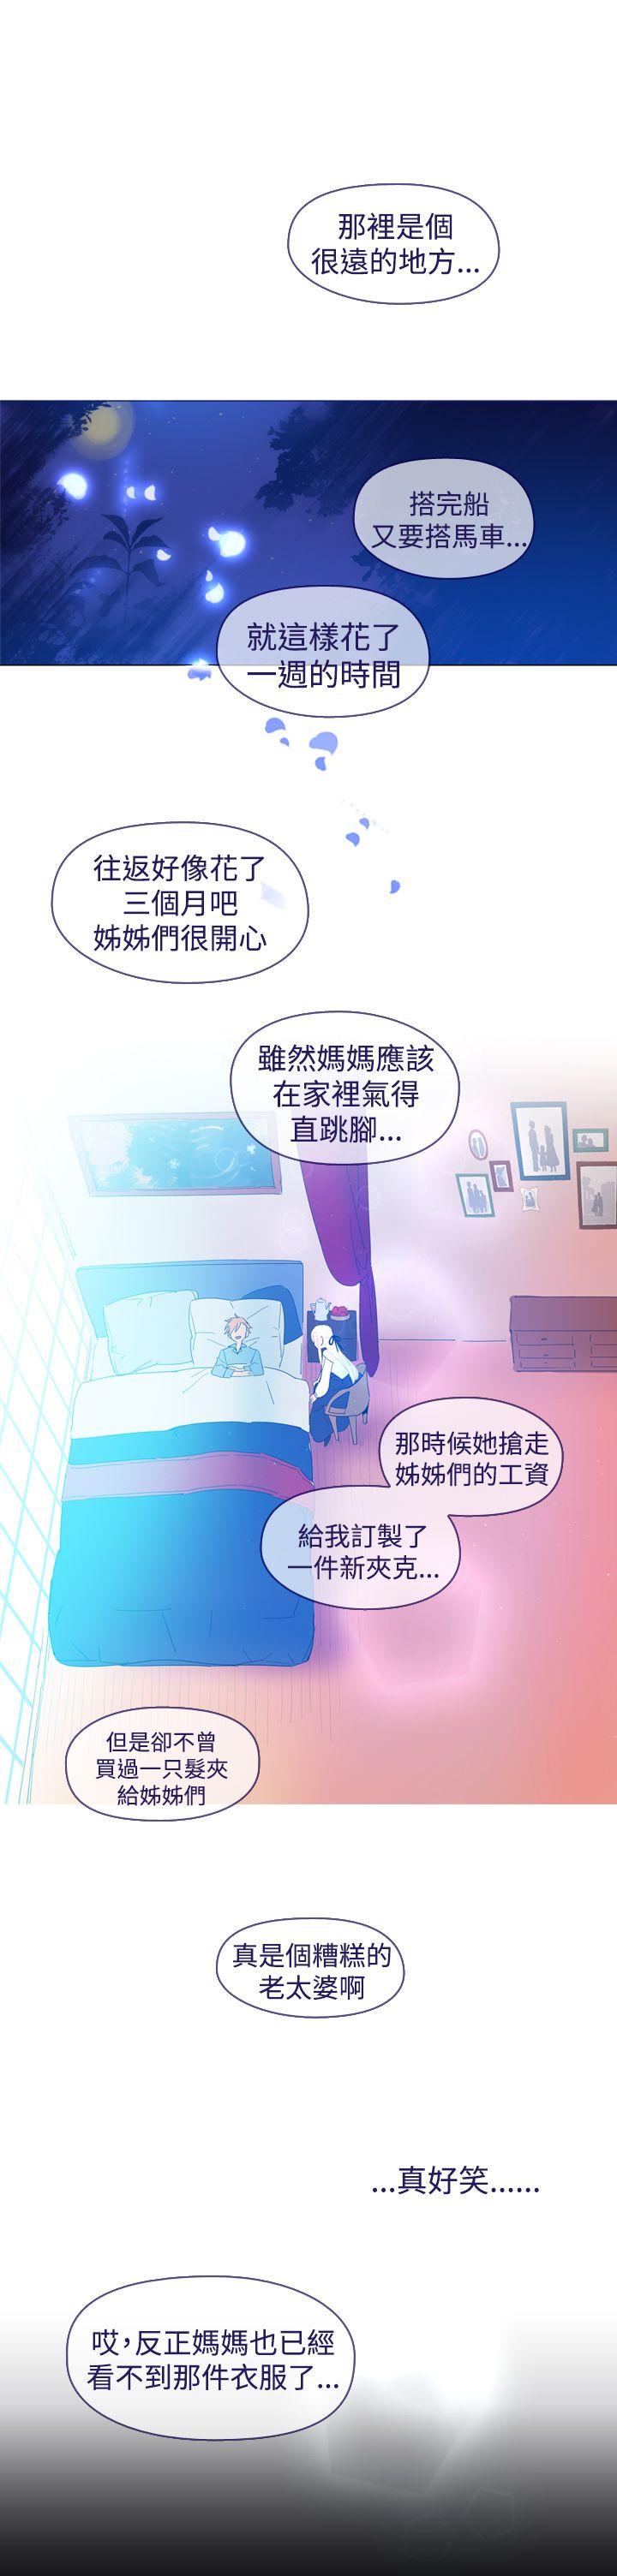 那裡是個
很遠的地方...
搭完船
又要搭馬車...
就這樣花了
一週的時間
往返好像花了
三個月吧
姊姊們很開心
雖然媽媽應該
在家裡氣得
直跳腳...
那時候她搶走
姊姊們的工資
給我訂製了
一件新夾克...
但是卻不曾
買過一只髮夾
給姊姊們
真是個糟糕的
老太婆啊
...真好笑......
哎，反正媽媽也已經
看不到那件衣服了...